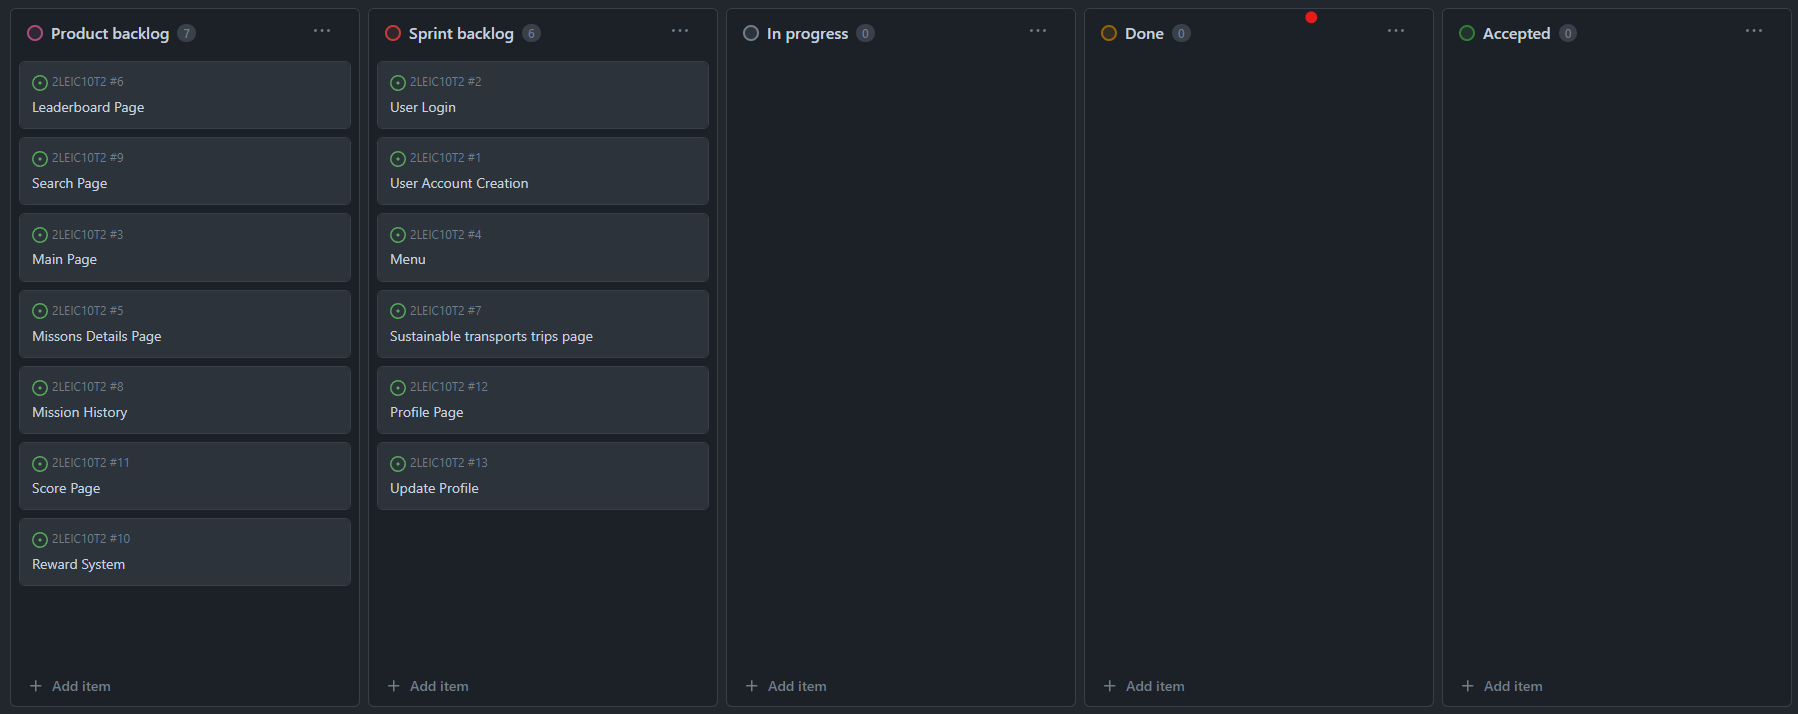 Product backlog 7
2LEIC10T2 #6
Leaderboard Page
2LEIC10T2 #9
Search Page
2LEIC10T2 #3
Main Page
2LEIC10T2 #5
Missons Details Page
2LEIC10T2 #8
Mission History
2LEIC10T2 #11
Score Page
2LEIC10T2 #10
Reward System
+ Add item
Sprint backlog 6
2LEIC10T2 #2
User Login
2LEIC10T2 #1
User Account Creation
2LEIC10T2 #4
Menu
2LEIC10T2 #7
Sustainable transports trips page
2LEIC10T2 #12
Profile Page
2LEIC10T2 #13
Update Profile
+ Add item
In progress 0
+ Add item
Done 0
+ Add item
Accepted 0
+ Add item